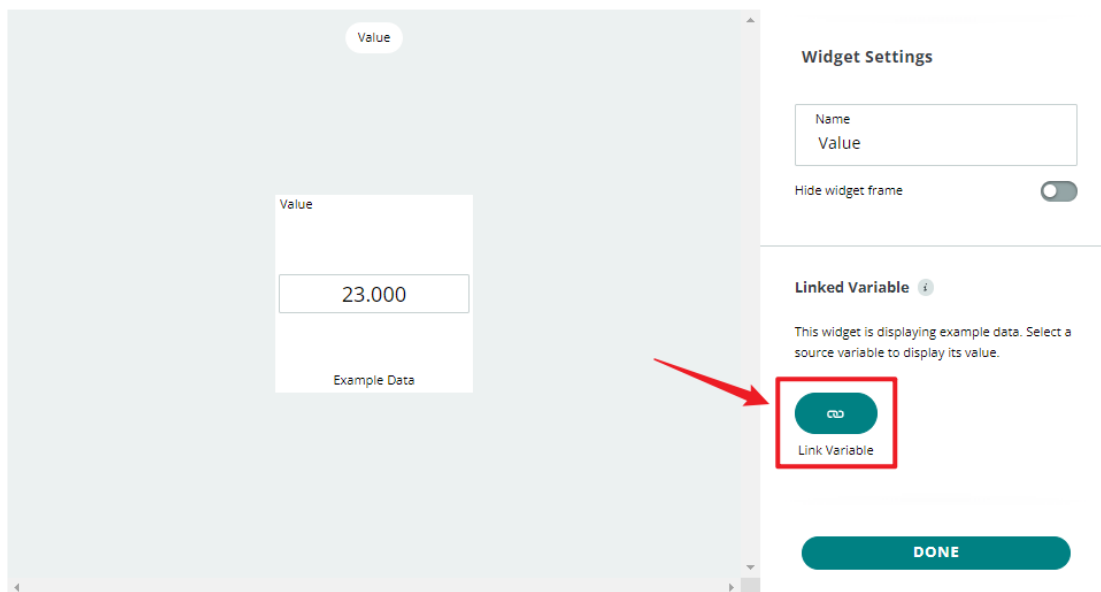 Value
Value
23.000
Example Data
Widget Settings
Name
Value
Hide widget frame
Linked Variable i
This widget is displaying example data. Select a
source variable to display its value.
Link Variable
DONE